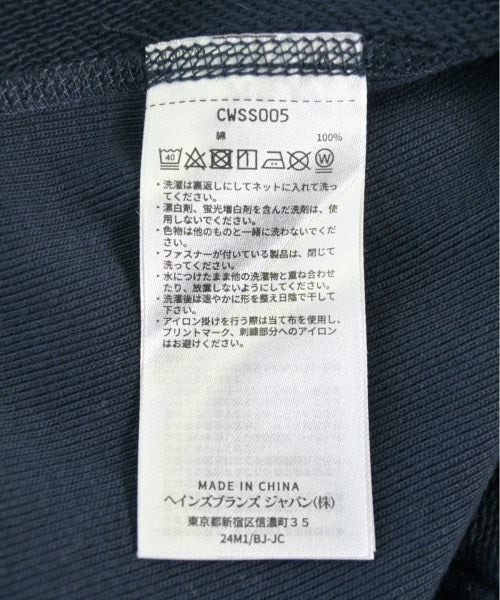 CWSS005
綿 100%
40 W
・洗濯は裏返しにしてネットに入れて洗っ
てください。
・漂白剤、蛍光増白剤を含んだ洗剤は、使
用しないでください。
・色物は他のものと一緒に洗わないでくだ
さい。
・ファスナーが付いている製品は、閉じて
洗ってください。
・水につけたまま他の洗濯物と重ね合わせ
たり、放置しないようにしてください。
・洗濯後は速やかに形を整え日陰で干して
下さい。
・アイロン掛けを行う際は当て布を使用し、
プリントマーク、刺繍部分へのアイロン
はお避けください。
MADE IN CHINA
ヘインズブランズ ジャパン(株)
東京都新宿区信濃町35
24M1/BJ-JC